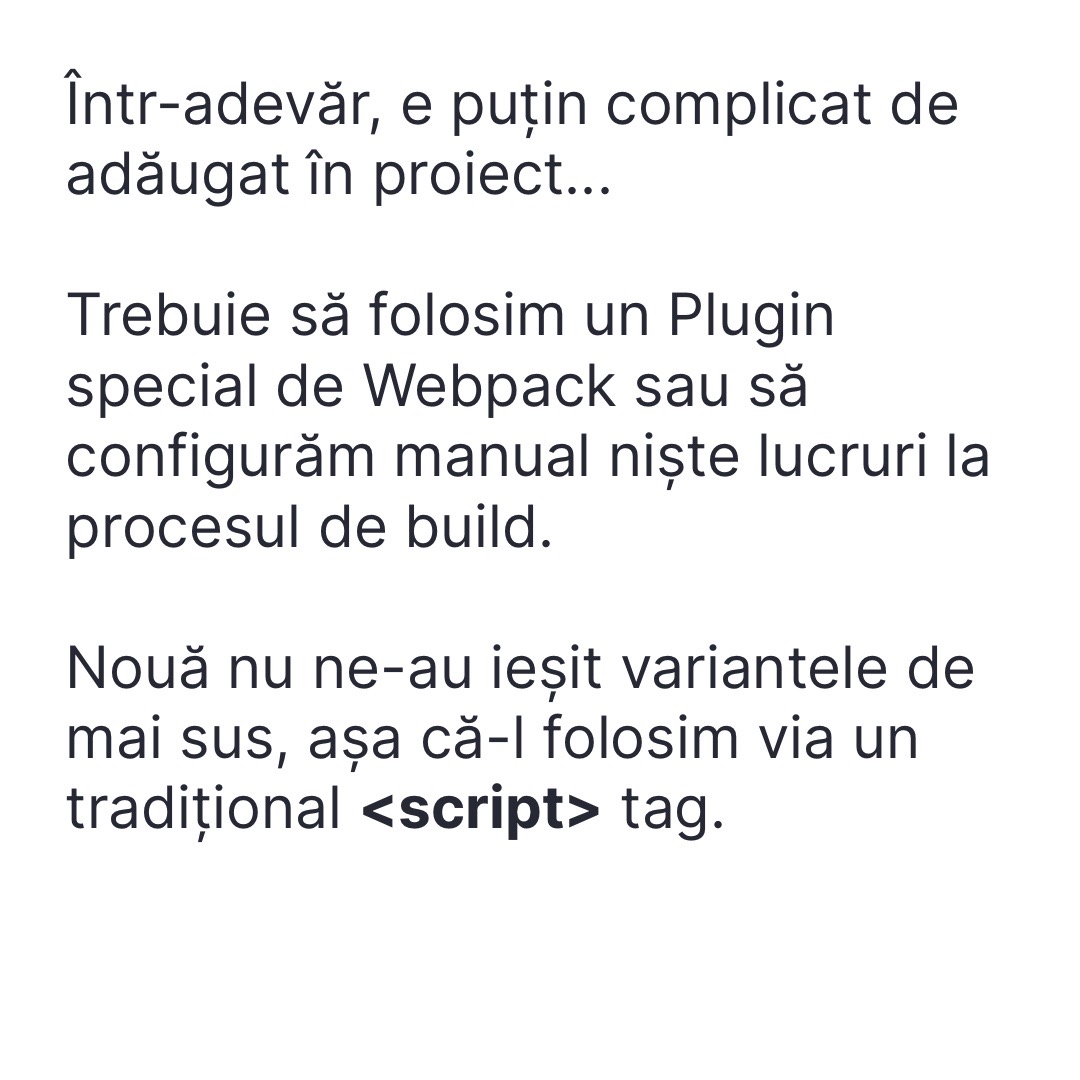 Într-adevăr, e puțin complicat de
adăugat în proiect...
Trebuie să folosim un Plugin
special de Webpack sau să
configurăm manual niște lucruri la
procesul de build.
Nouă nu ne-au ieșit variantele de
mai sus, așa că-l folosim via un
tradițional <script> tag.